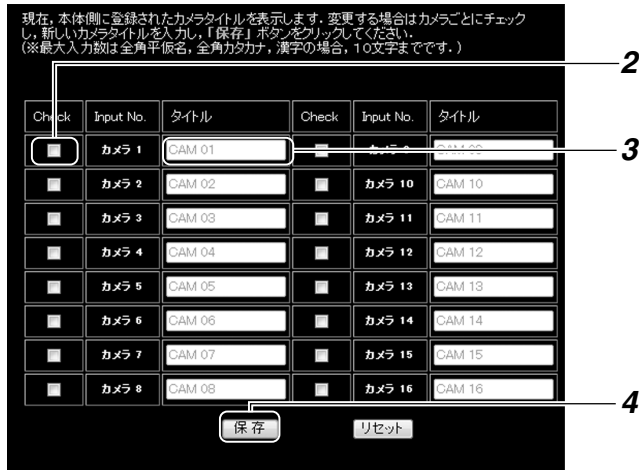 現在, 本体側に登録されたカメラタイトルを表示します. 変更する場合はカメラごとにチェック
し, 新しいカメラタイトルを入力し, 「保存」ボタンをクリックしてください.
(※最大入力数は全角平仮名, 全角カタカナ, 漢字の場合, 10文字までです. )
2
Check Input No. タイトル Check Input No. タイトル
カメラ 1 CAM 01 3
カメラ 2 CAM 02 カメラ 10 CAM 10
カメラ 3 CAM 03 カメラ 11 CAM 11
カメラ 4 CAM 04 カメラ 12 CAM 12
カメラ 5 CAM 05 カメラ 13 CAM 13
カメラ 6 CAM 06 カメラ 14 CAM 14
カメラ 7 CAM 07 カメラ 15 CAM 15
カメラ 8 CAM 08 カメラ 16 CAM 16
4
保存 リセット